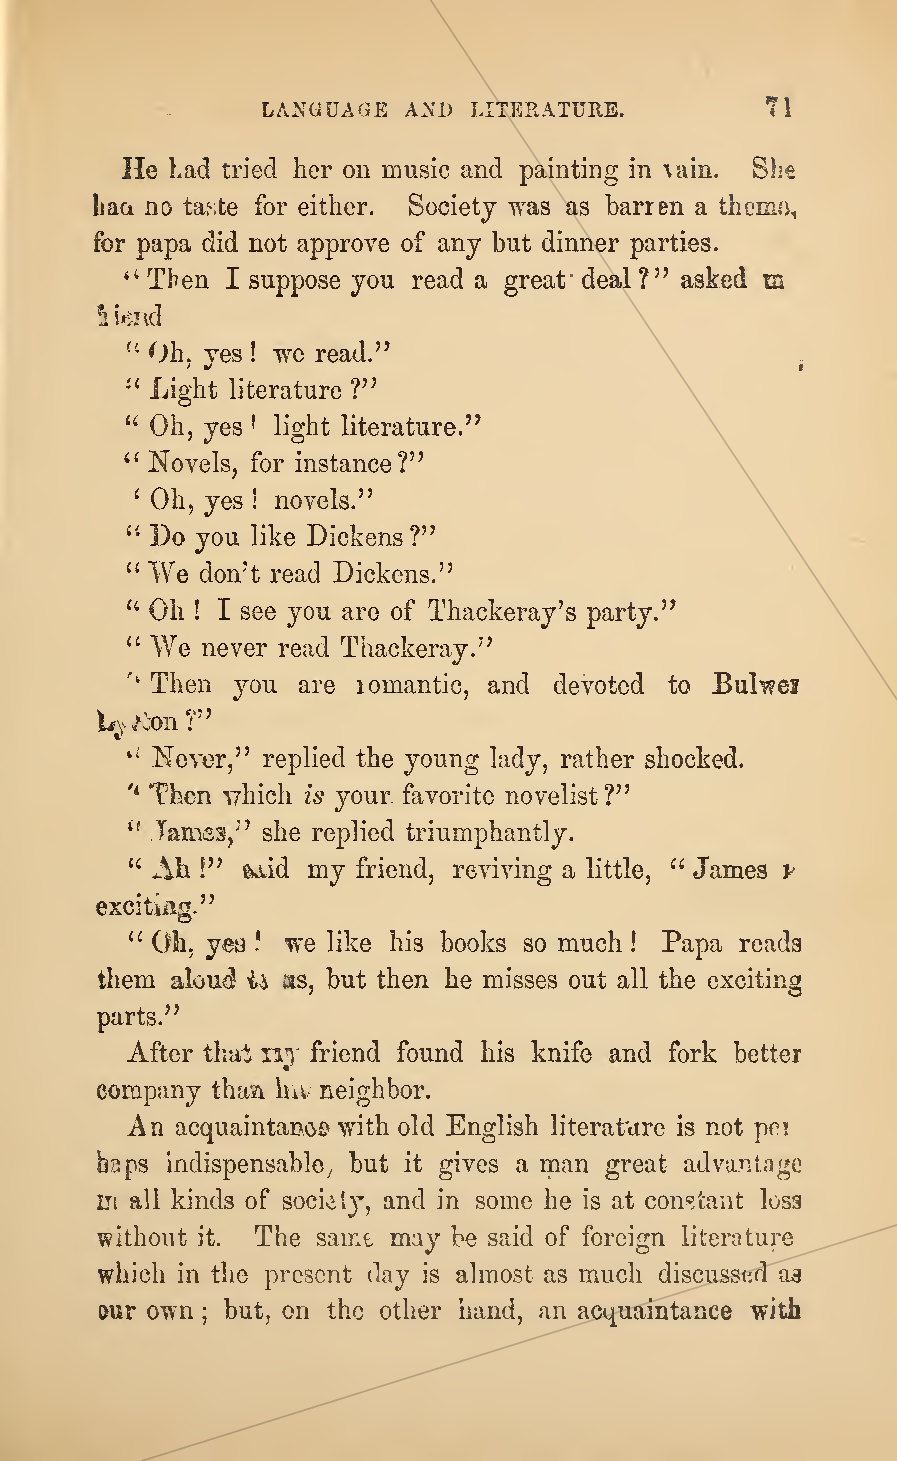 LANGUAGE AND LITERATURE. 71
He had tried her on music and painting in vain. She
had no taste for either. Society was as barren a theme,
for papa did not approve of any but dinner parties.
“Then I suppose you read a great deal?” asked m
friend
“Oh, yes! we read.”
“Light literature?”
“Oh, yes! light literature.”
“Novels, for instance?”
‘Oh, yes! novels.”
“Do you like Dickens?”
“We don't read Dickens.”
“Oh! I see you are of Thackeray's party.”
“We never read Thackeray.”
“Then you are romantic, and devoted to Bulwer
Lytton?”
“Never,” replied the young lady, rather shocked.
“Then which is your favorite novelist?”
“James,” she replied triumphantly.
“Ah!” said my friend, reviving a little, “James
exciting.”
“Oh, yes! we like his books so much! Papa reads
them aloud to us, but then he misses out all the exciting
parts.”
After that my friend found his knife and fork better
company than his neighbor.
An acquaintance with old English literature is not per
haps indispensable, but it gives a man great advantage
in all kinds of society, and in some he is at constant loss
without it. The same may be said of foreign literature
which in the present day is almost as much discussed as
our own; but, on the other hand, an acquaintance with